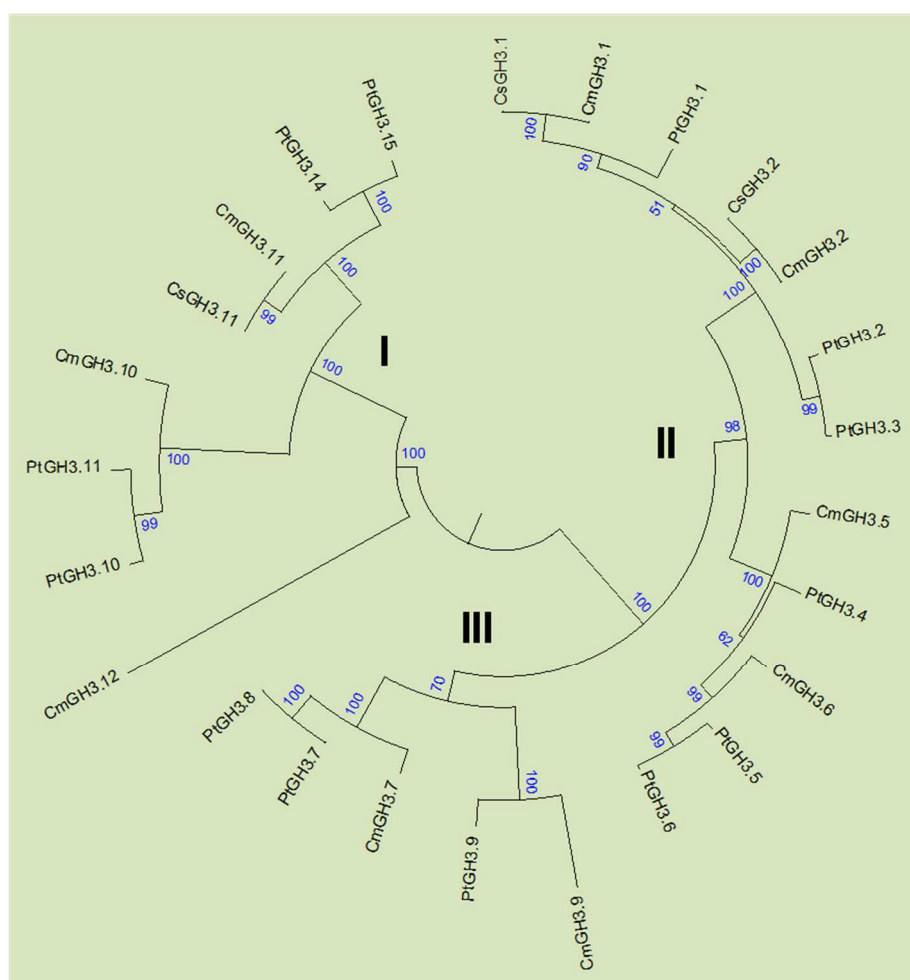 CsGH3.1
CmGH3.1
PtGH3.1
CsGH3.2
CmGH3.2
PtGH3.2
PtGH3.3
CmGH3.5
PtGH3.4
CmGH3.6
PtGH3.5
PtGH3.6
CmGH3.9
PtGH3.9
CmGH3.7
PtGH3.7
PtGH3.8
CmGH3.12
PtGH3.10
PtGH3.11
CmGH3.10
CsGH3.11
CmGH3.11
PtGH3.14
PtGH3.15
I
II
III
100
90
51
100
100
99
98
100
62
99
99
100
70
100
100
100
100
99
100
100
99
100
100